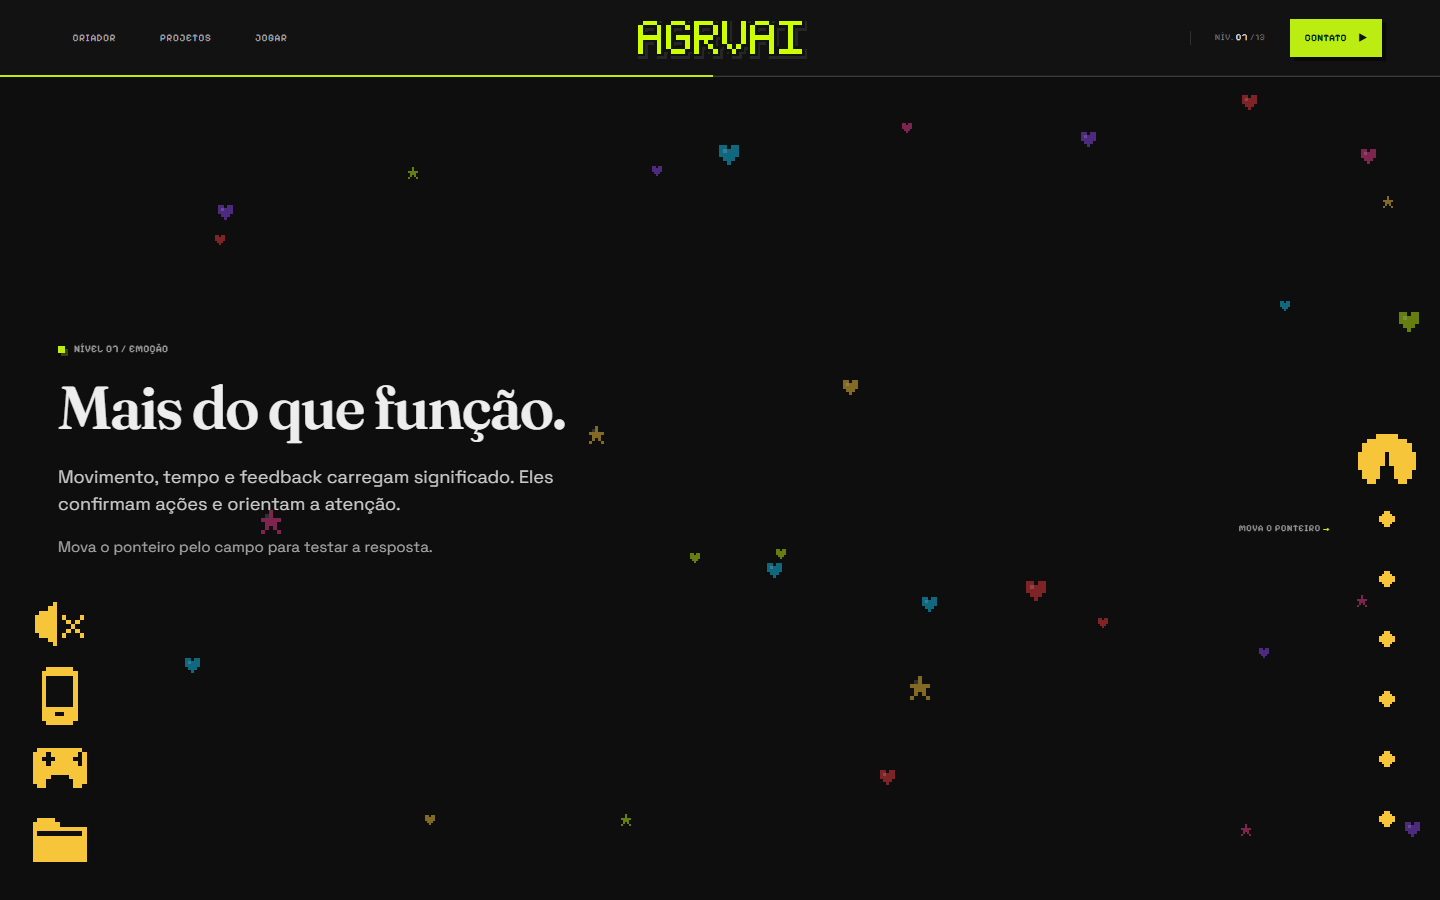 CRIADOR
PROJETOS
JOGAR
AGRVAI
NÍV. 07 / 13
CONTATO
NÍVEL 07 / EMOÇÃO
Mais do que função.
Movimento, tempo e feedback carregam significado. Eles
confirmam ações e orientam a atenção.
Mova o ponteiro pelo campo para testar a resposta.
MOVA O PONTEIRO →